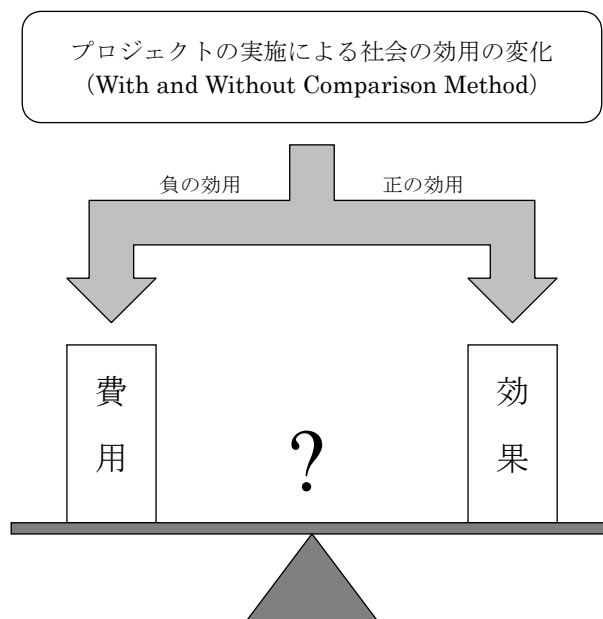 プロジェクトの実施による社会の効用の変化
（With and Without Comparison Method）
負の効用
正の効用
費
用
効
果
?